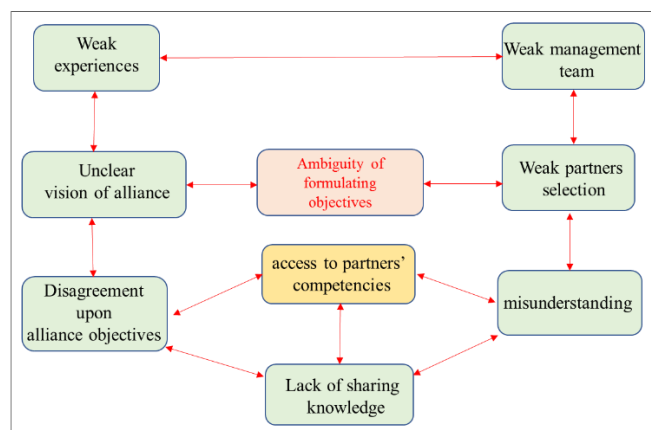 Weak
experiences
Weak management
team
Unclear
vision of alliance
Ambiguity of
formulating
objectives
Weak partners
selection
Disagreement
upon
alliance objectives
access to partners’
competencies
misunderstanding
Lack of sharing
knowledge